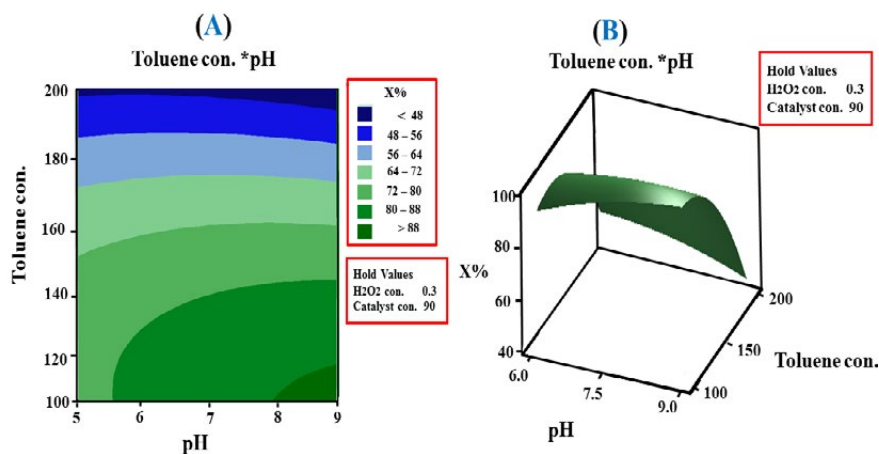 (A)
Toluene con. *pH
200
180
160
140
120
100
5
6
7
8
9
Toluene con.
pH
X%
< 48
48 – 56
56 – 64
64 – 72
72 – 80
80 – 88
> 88
Hold Values
H2O2 con. 0.3
Catalyst con. 90
(B)
Toluene con. *pH
Hold Values
H2O2 con. 0.3
Catalyst con. 90
100
80
X%
60
40
6.0
7.5
9.0
pH
200
150
100
Toluene con.